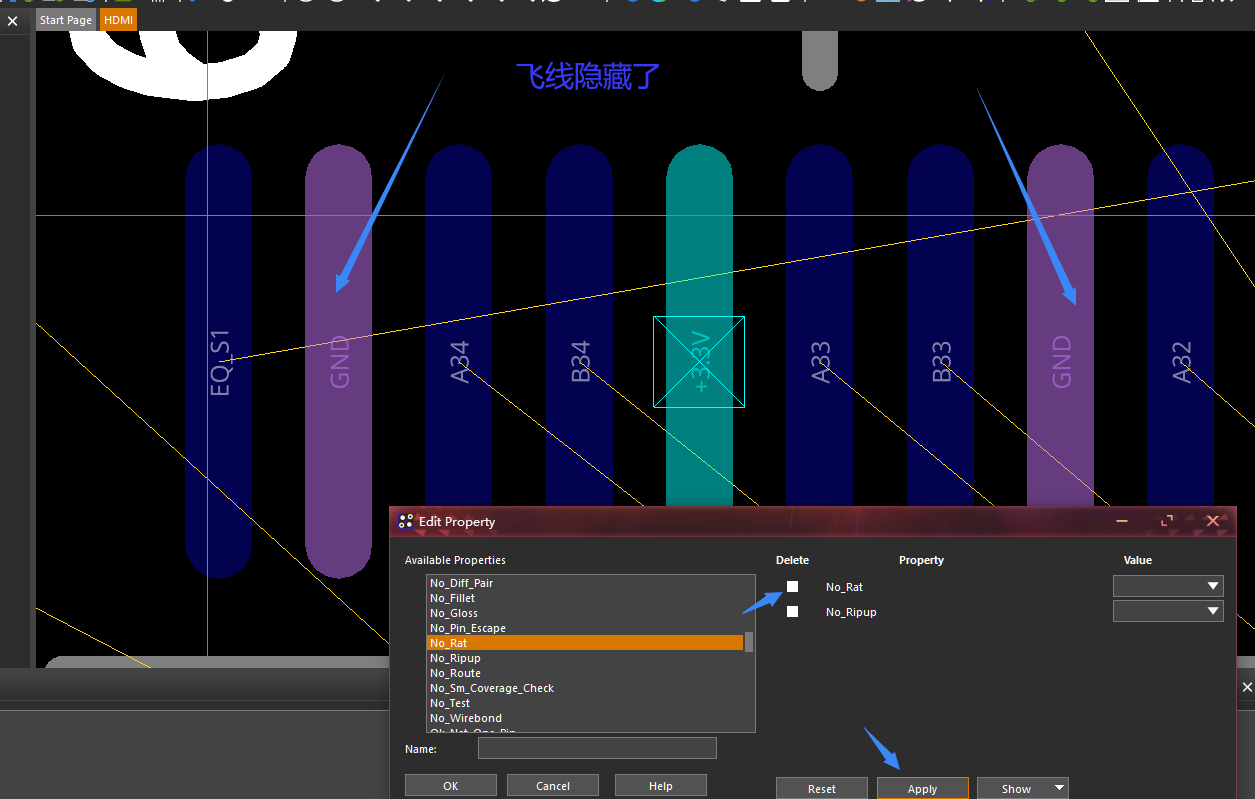 Start Page
HDMI
飞线隐藏了
EQ_S1
GND
A34
B34
+3.3V
A33
B33
GND
A32
Edit Property
Available Properties
No_Diff_Pair
No_Fillet
No_Gloss
No_Pin_Escape
No_Rat
No_Ripup
No_Route
No_Sm_Coverage_Check
No_Test
No_Wirebond
Ok_Net_One_Pin
Name:
OK
Cancel
Help
Delete
Property
Value
No_Rat
No_Ripup
Reset
Apply
Show